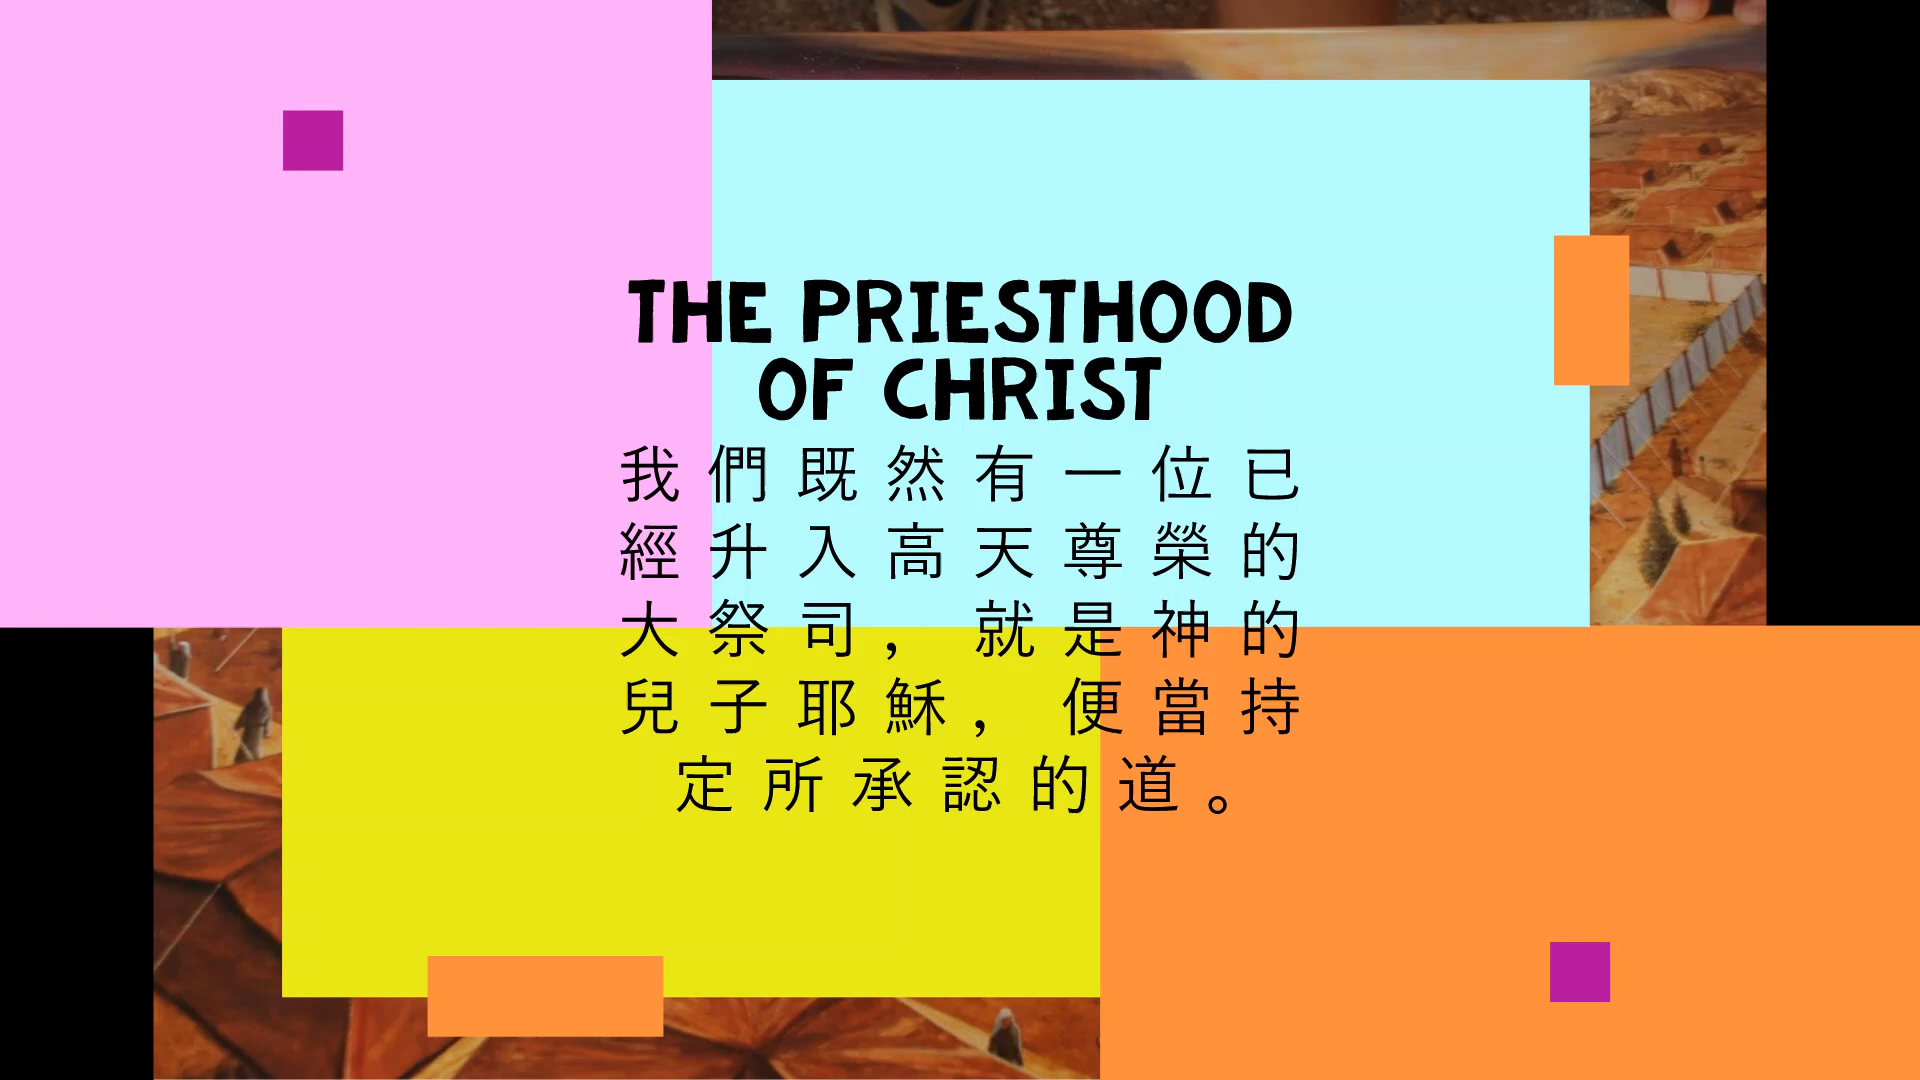 THE PRIESTHOOD
OF CHRIST
我們既然有一位已
經升入高天尊榮的
大祭司，就是神的
兒子耶穌，便當持
定所承認的道。